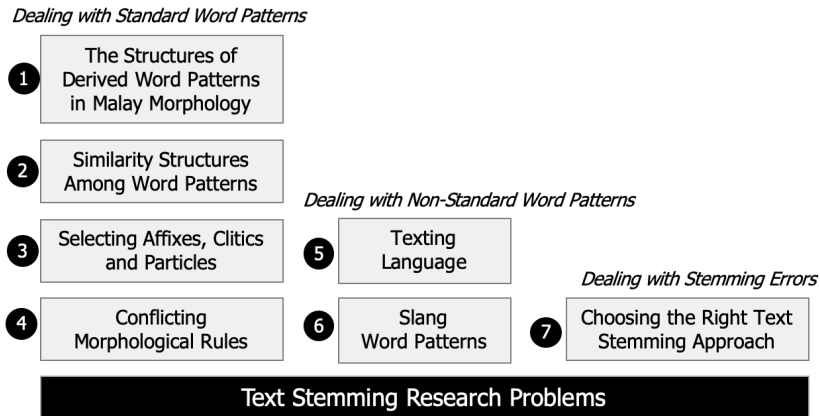 Dealing with Standard Word Patterns
1
The Structures of
Derived Word Patterns
in Malay Morphology
2
Similarity Structures
Among Word Patterns
3
Selecting Affixes, Clitics
and Particles
4
Conflicting
Morphological Rules
Dealing with Non-Standard Word Patterns
5
Texting
Language
6
Slang
Word Patterns
Dealing with Stemming Errors
7
Choosing the Right Text
Stemming Approach
Text Stemming Research Problems